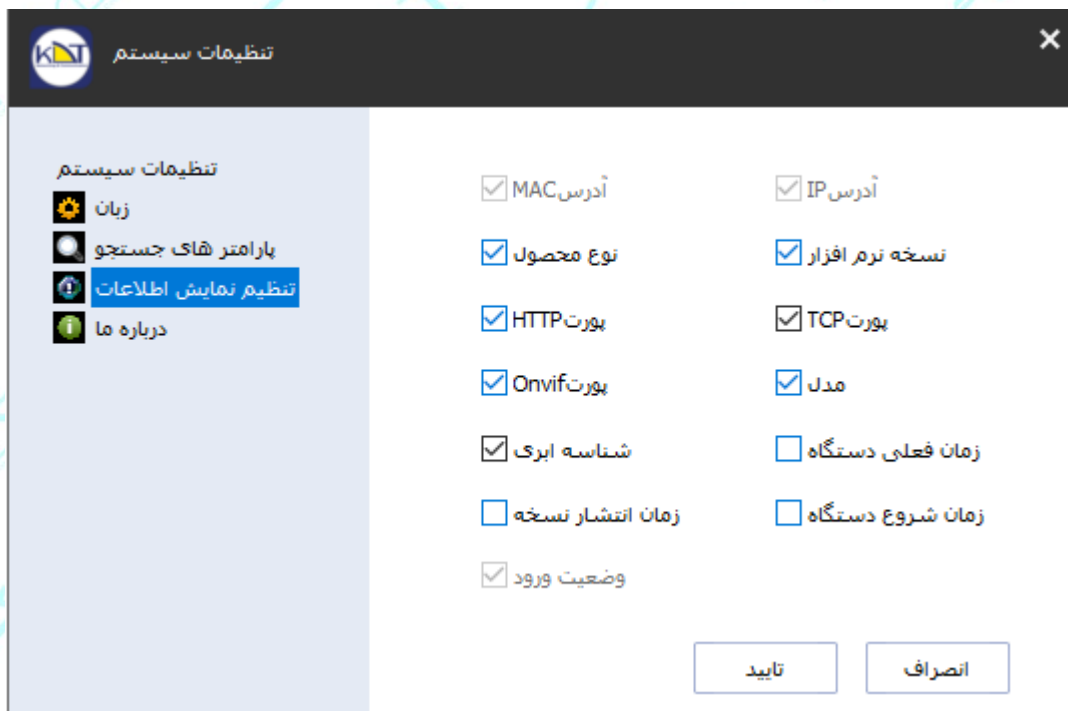 KDT
تنظیمات سیستم
تنظیمات سیستم
زبان
پارامتر های جستجو
تنظیم نمایش اطلاعات
درباره ما
آدرسIP
آدرسMAC
نسخه نرم افزار
نوع محصول
پورتTCP
پورتHTTP
مدل
پورتOnvif
زمان فعلی دستگاه
شناسه ابری
زمان شروع دستگاه
زمان انتشار نسخه
وضعیت ورود
انصراف
تایید